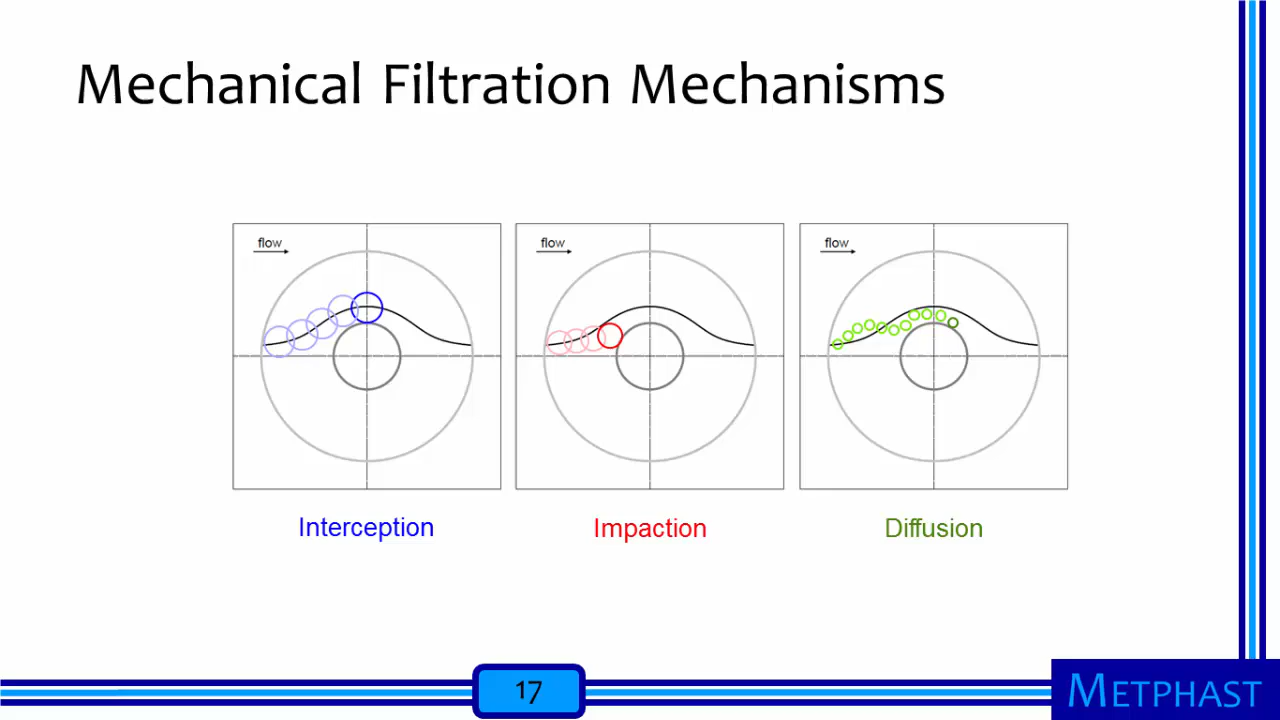 Mechanical Filtration Mechanisms
flow
flow
flow
Interception
Impaction
Diffusion
17
METPHAST